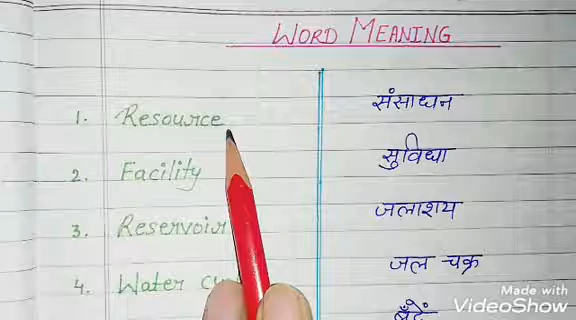 WORD MEANING
1. Resource संसाधन
2. Facility सुविधा
3. Reservoir जलाशय
4. Water जल चक्र
बूँदें
Made with
VideoShow